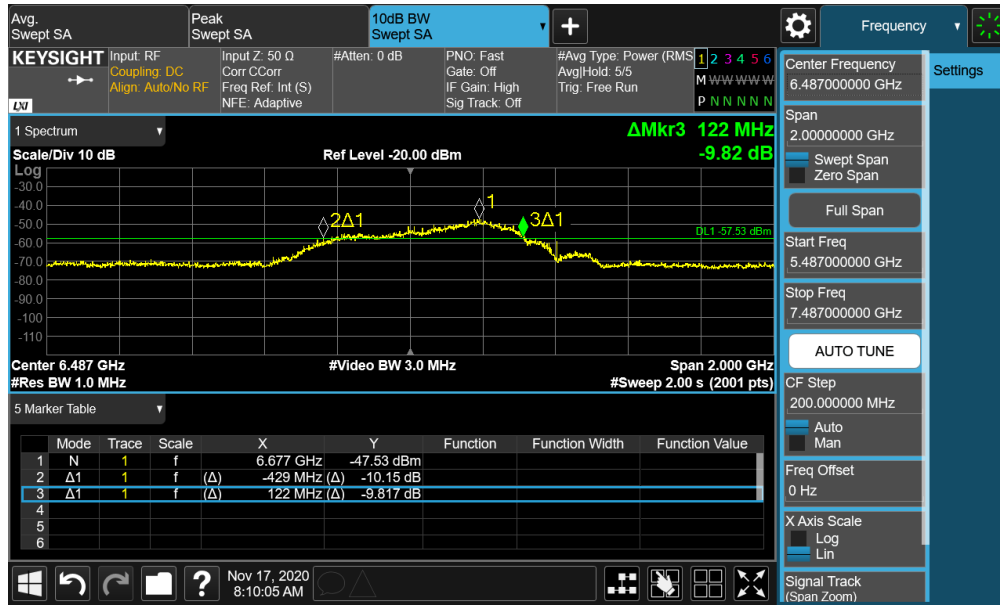 Avg.
Swept SA
Peak
Swept SA
10dB BW
Swept SA
Frequency
KEYSIGHT
LXI
Input: RF
Coupling: DC
Align: Auto/No RF
Input Z: 50 Ω
Corr CCorr
Freq Ref: Int (S)
NFE: Adaptive
#Atten: 0 dB
PNO: Fast
Gate: Off
IF Gain: High
Sig Track: Off
#Avg Type: Power (RMS
Avg|Hold: 5/5
Trig: Free Run
1 2 3 4 5 6
M W W W W W
P N N N N N
1 Spectrum
ΔMkr3 122 MHz
-9.82 dB
Scale/Div 10 dB
Ref Level -20.00 dBm
Log
-30.0
-40.0
-50.0
-60.0
-70.0
-80.0
-90.0
-100
-110
2Δ1
1
3Δ1
DL1 -57.53 dBm
Center 6.487 GHz
#Video BW 3.0 MHz
Span 2.000 GHz
#Res BW 1.0 MHz
#Sweep 2.00 s (2001 pts)
5 Marker Table
Mode Trace Scale X Y Function Function Width Function Value
1 N 1 f 6.677 GHz -47.53 dBm
2 Δ1 1 f (Δ) -429 MHz (Δ) -10.15 dB
3 Δ1 1 f (Δ) 122 MHz (Δ) -9.817 dB
4
5
6
Nov 17, 2020
8:10:05 AM
Center Frequency
6.487000000 GHz
Span
2.00000000 GHz
Swept Span
Zero Span
Full Span
Start Freq
5.487000000 GHz
Stop Freq
7.487000000 GHz
AUTO TUNE
CF Step
200.000000 MHz
Auto
Man
Freq Offset
0 Hz
X Axis Scale
Log
Lin
Signal Track
(Span Zoom)
Settings